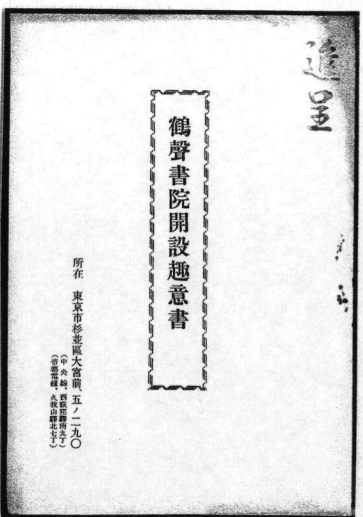 進呈
鶴聲書院開設趣意書
所在 東京市杉並區大宮前、五ノ二九〇
(中央線、西荻窪驛南九丁)
(帝都電鐵、久我山驛北七丁)